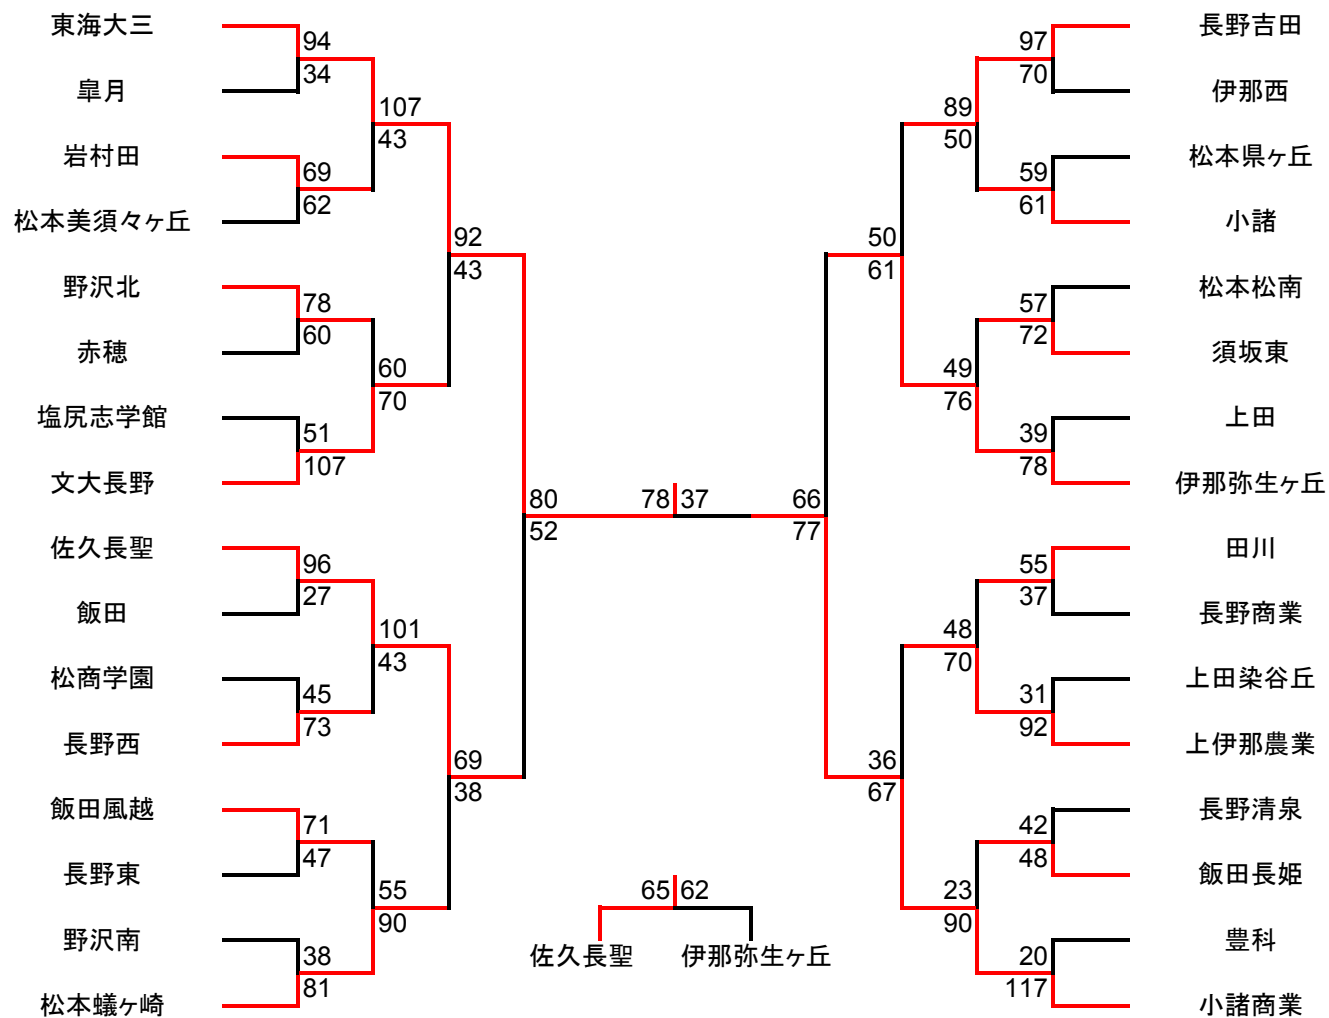 東海大三
94
34
皐月
107
43
岩村田
69
62
松本美須々ヶ丘
92
43
野沢北
78
60
赤穂
60
70
塩尻志学館
51
107
文大長野
80
52
佐久長聖
96
27
飯田
101
43
松商学園
45
73
長野西
69
38
飯田風越
71
47
長野東
55
90
野沢南
38
81
松本蟻ヶ崎
78 37
65 62
佐久長聖 伊那弥生ヶ丘
長野吉田
97
70
伊那西
89
50
松本県ヶ丘
59
61
小諸
50
61
松本松南
57
72
須坂東
49
76
上田
39
78
伊那弥生ヶ丘
66
77
田川
55
37
長野商業
48
70
上田染谷丘
31
92
上伊那農業
36
67
長野清泉
42
48
飯田長姫
23
90
豊科
20
117
小諸商業